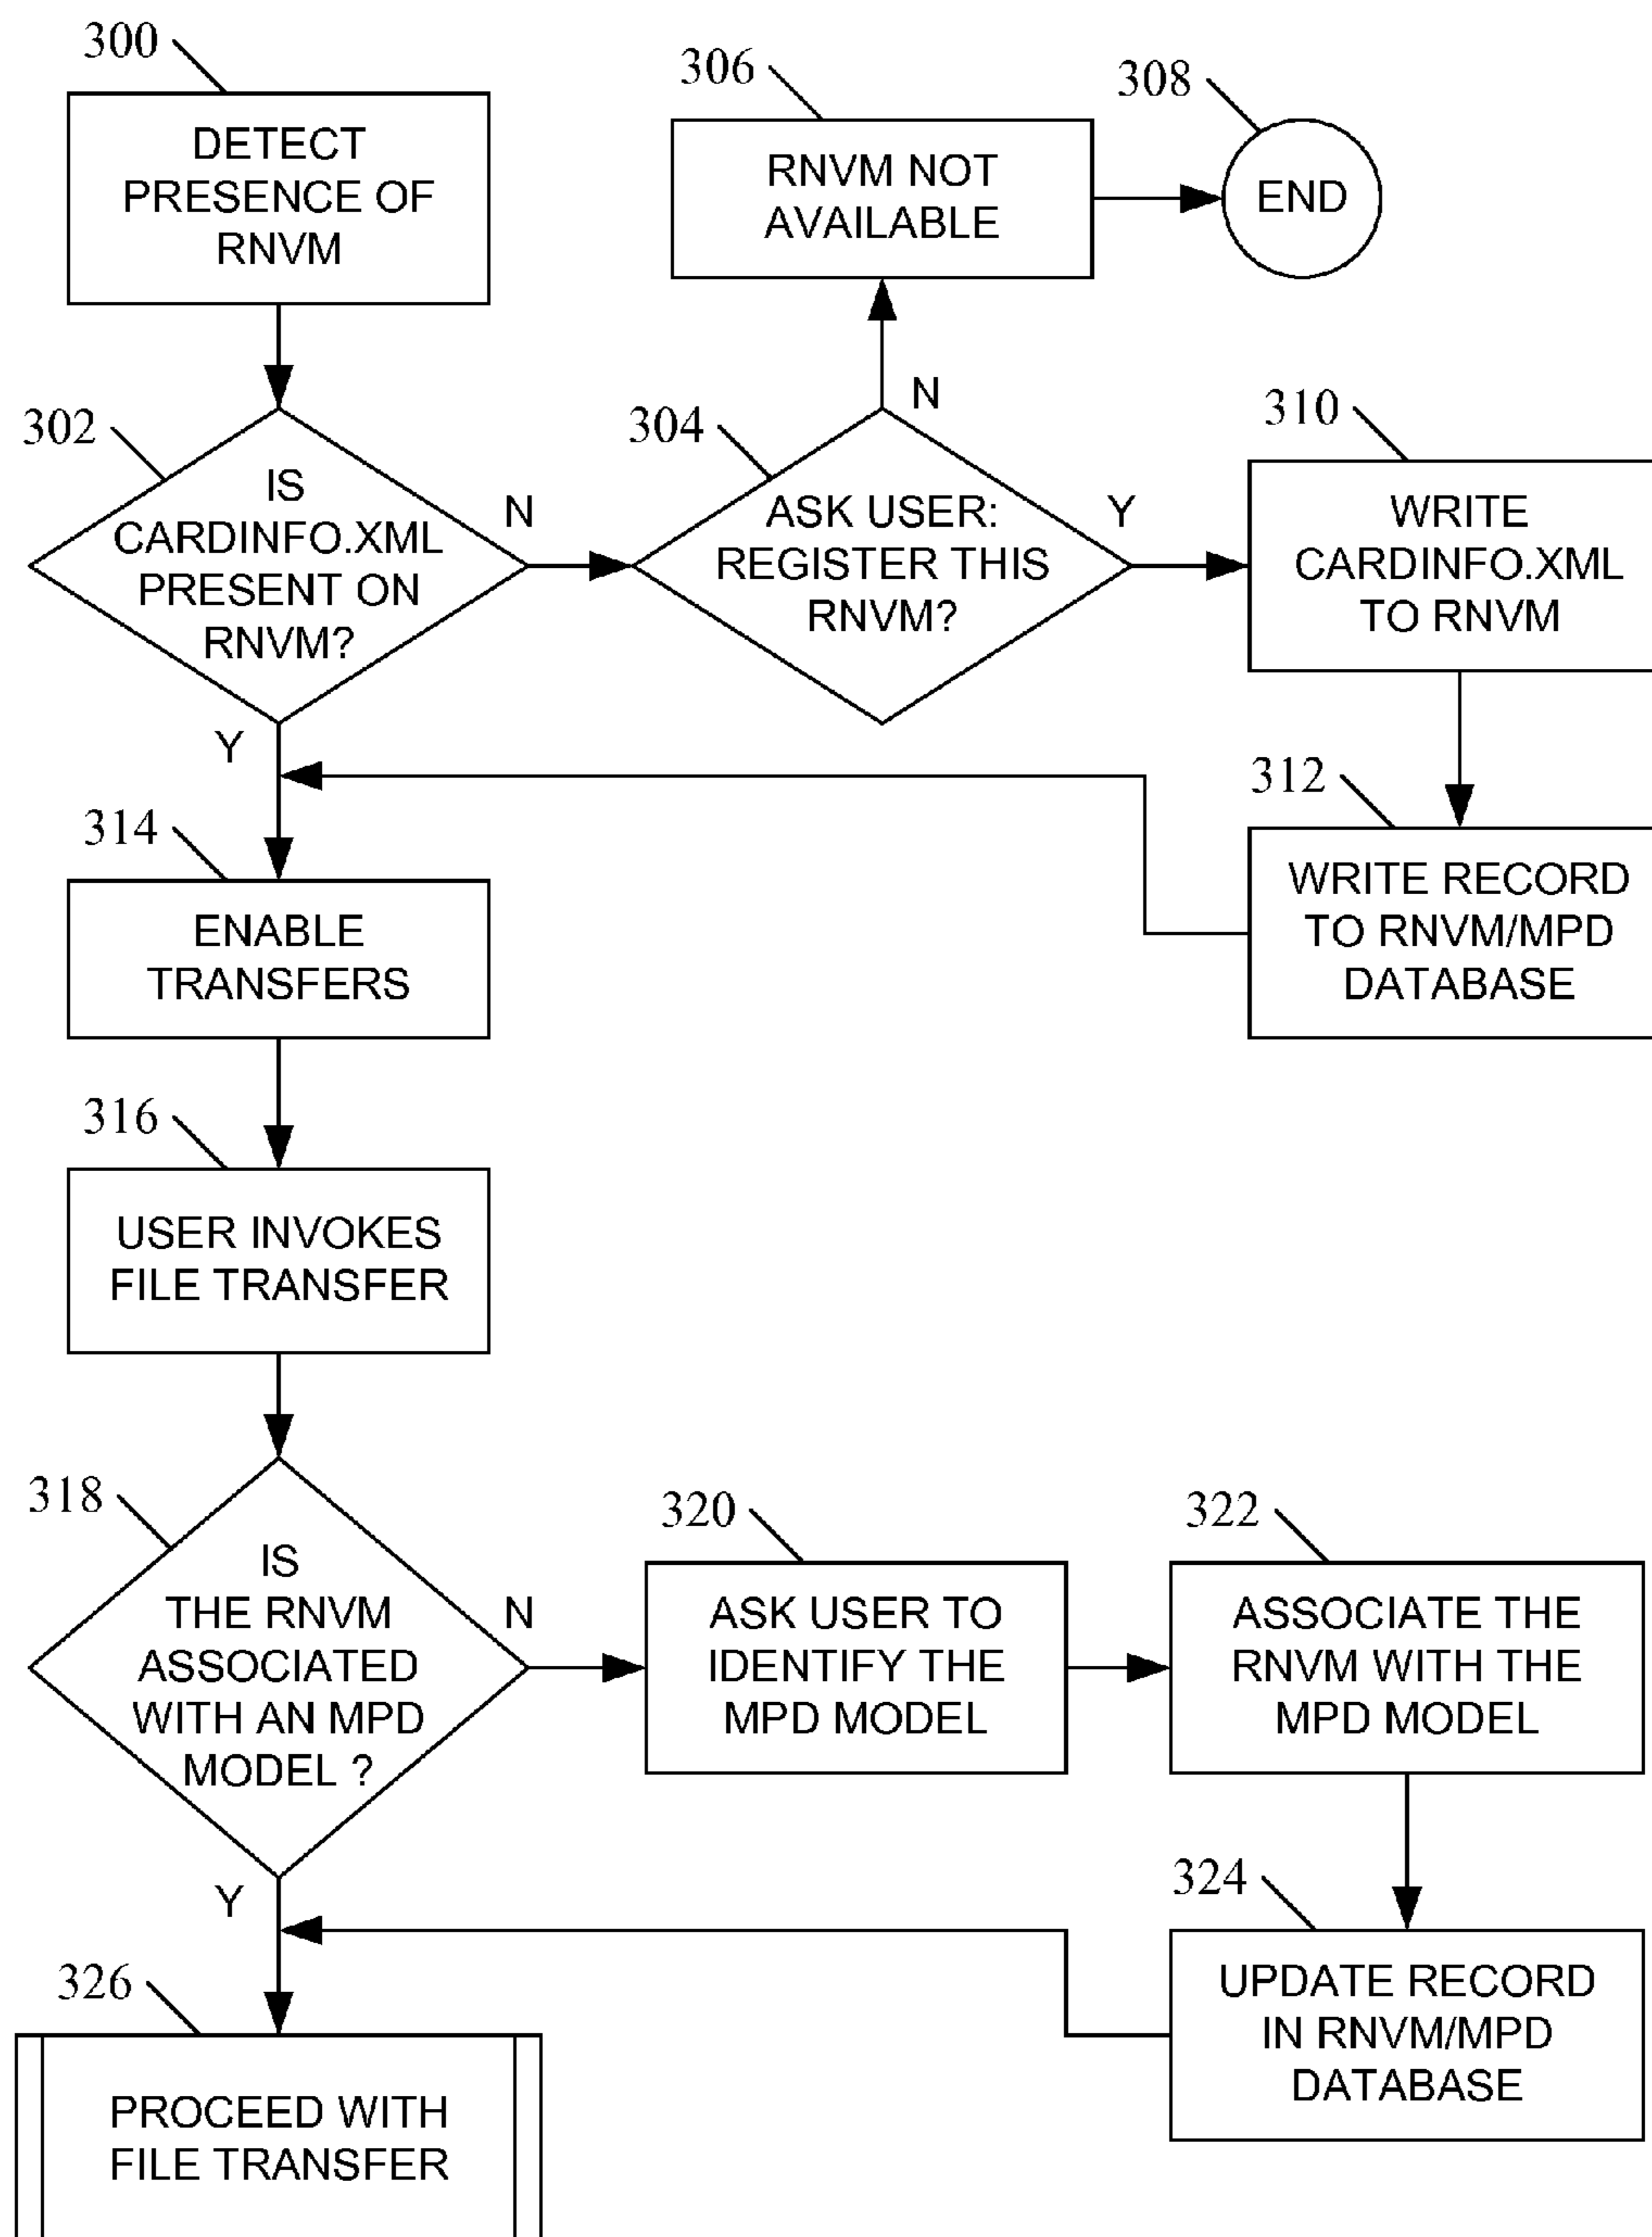 300
DETECT
PRESENCE OF
RNVM
306
RNVM NOT
AVAILABLE
308
END
302
IS
CARDINFO.XML
PRESENT ON
RNVM?
N
Y
304
ASK USER:
REGISTER THIS
RNVM?
N
Y
310
WRITE
CARDINFO.XML
TO RNVM
312
WRITE RECORD
TO RNVM/MPD
DATABASE
314
ENABLE
TRANSFERS
316
USER INVOKES
FILE TRANSFER
318
IS
THE RNVM
ASSOCIATED
WITH AN MPD
MODEL ?
N
Y
320
ASK USER TO
IDENTIFY THE
MPD MODEL
322
ASSOCIATE THE
RNVM WITH THE
MPD MODEL
324
UPDATE RECORD
IN RNVM/MPD
DATABASE
326
PROCEED WITH
FILE TRANSFER